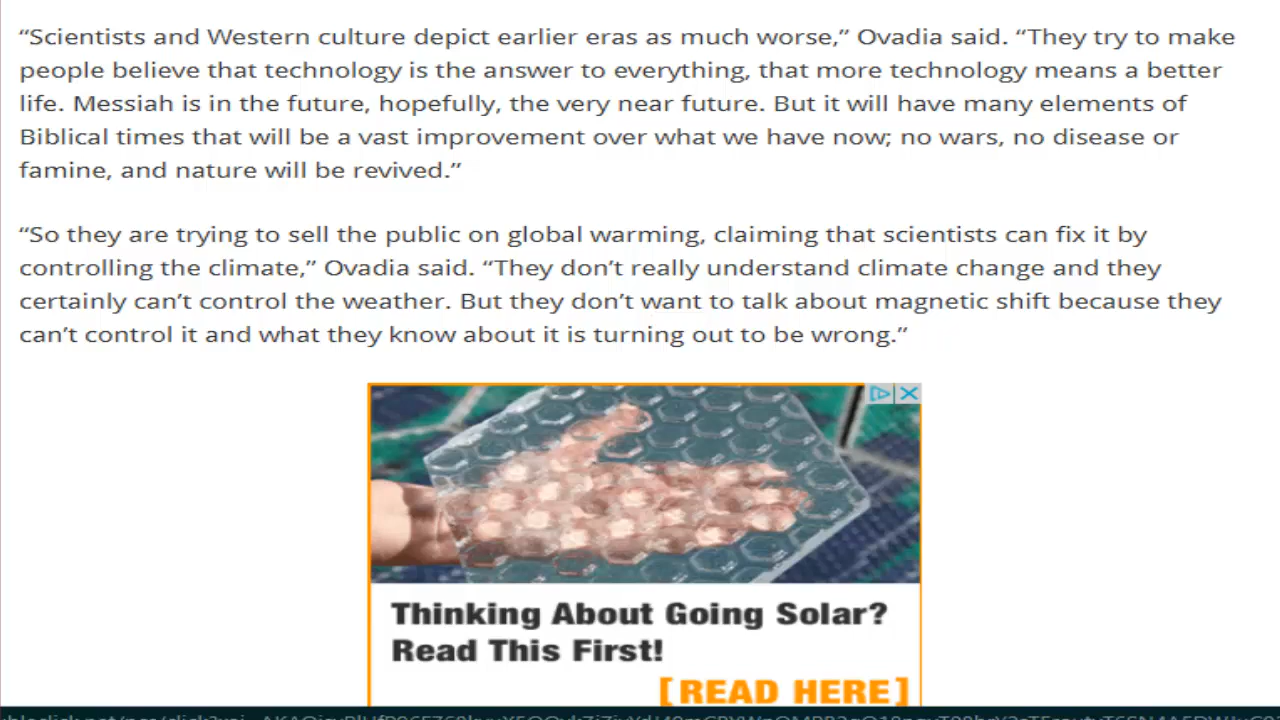 “Scientists and Western culture depict earlier eras as much worse,” Ovadia said. “They try to make
people believe that technology is the answer to everything, that more technology means a better
life. Messiah is in the future, hopefully, the very near future. But it will have many elements of
Biblical times that will be a vast improvement over what we have now; no wars, no disease or
famine, and nature will be revived.”
“So they are trying to sell the public on global warming, claiming that scientists can fix it by
controlling the climate,” Ovadia said. “They don’t really understand climate change and they
certainly can’t control the weather. But they don’t want to talk about magnetic shift because they
can’t control it and what they know about it is turning out to be wrong.”
Thinking About Going Solar?
Read This First!
[READ HERE]